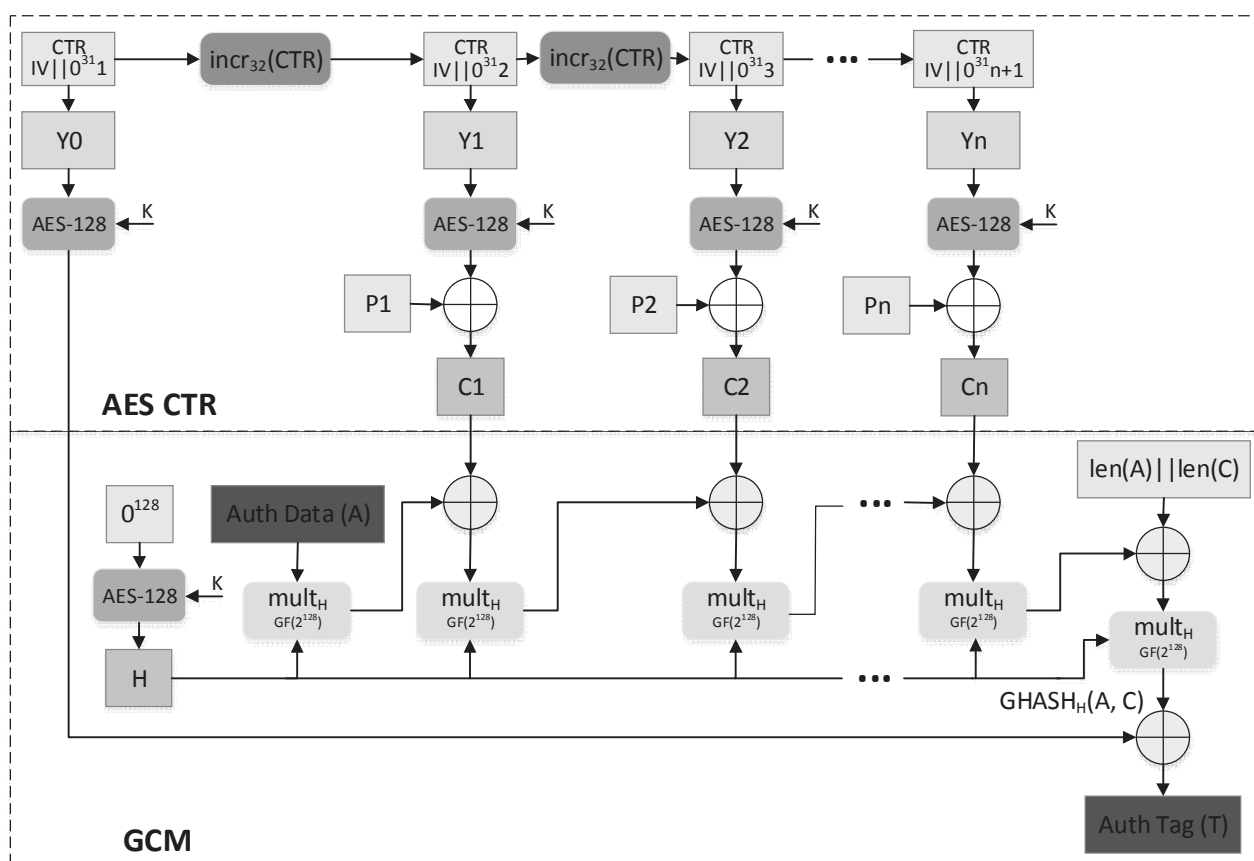 CTR
IV||0³¹1
incr₃₂(CTR)
CTR
IV||0³¹2
incr₃₂(CTR)
CTR
IV||0³¹3
•••
CTR
IV||0³¹n+1
Y0
Y1
Y2
Yn
AES-128
K
AES-128
K
AES-128
K
AES-128
K
P1
P2
Pn
C1
C2
Cn
AES CTR
len(A)||len(C)
0¹²⁸
Auth Data (A)
•••
AES-128
K
mult_H
GF(2¹²⁸)
mult_H
GF(2¹²⁸)
mult_H
GF(2¹²⁸)
mult_H
GF(2¹²⁸)
mult_H
GF(2¹²⁸)
H
•••
GHASH_H(A, C)
Auth Tag (T)
GCM